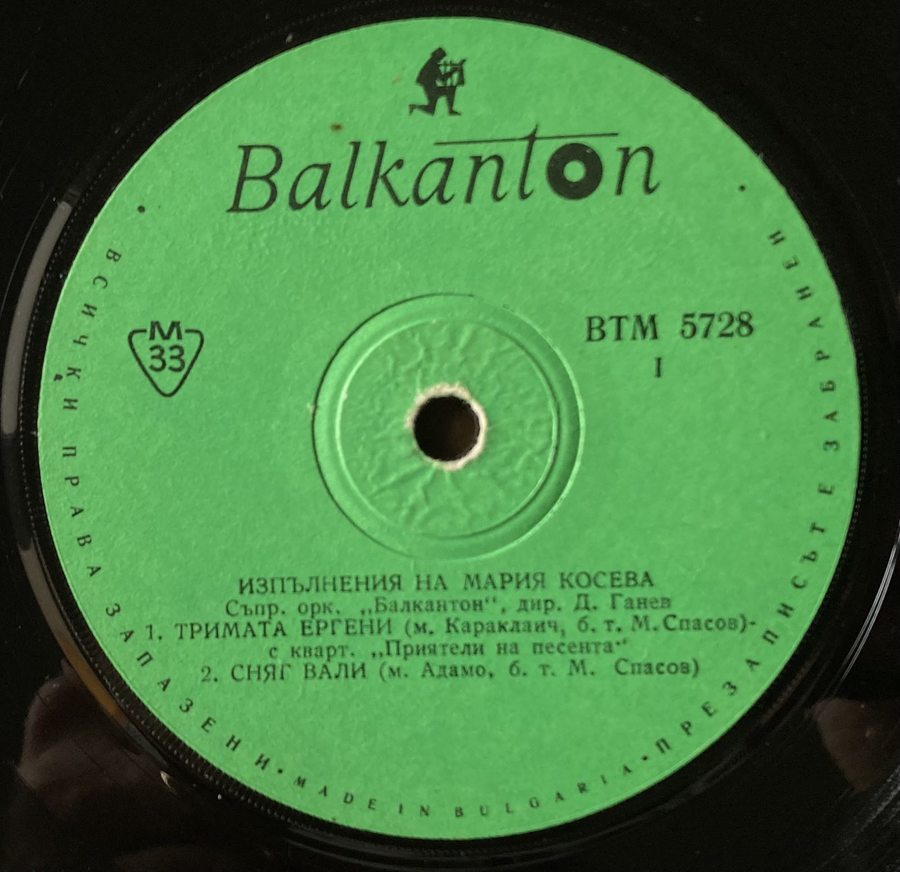 Balkanton
М
33
ВТМ 5728
I
ИЗПЪЛНЕНИЯ НА МАРИЯ КОСЕВА
Съпр. орк. „Балкантон“, дир. Д. Ганев
1. ТРИМАТА ЕРГЕНИ (м. Караклаич, б. т. М. Спасов)-
с кварт. „Приятели на песента“
2. СНЯГ ВАЛИ (м. Адамо, б. т. М. Спасов)
• ВСИЧКИ ПРАВА ЗАПАЗЕНИ • MADE IN BULGARIA • ПРЕЗАПИСЪТ Е ЗАБРАНЕН •